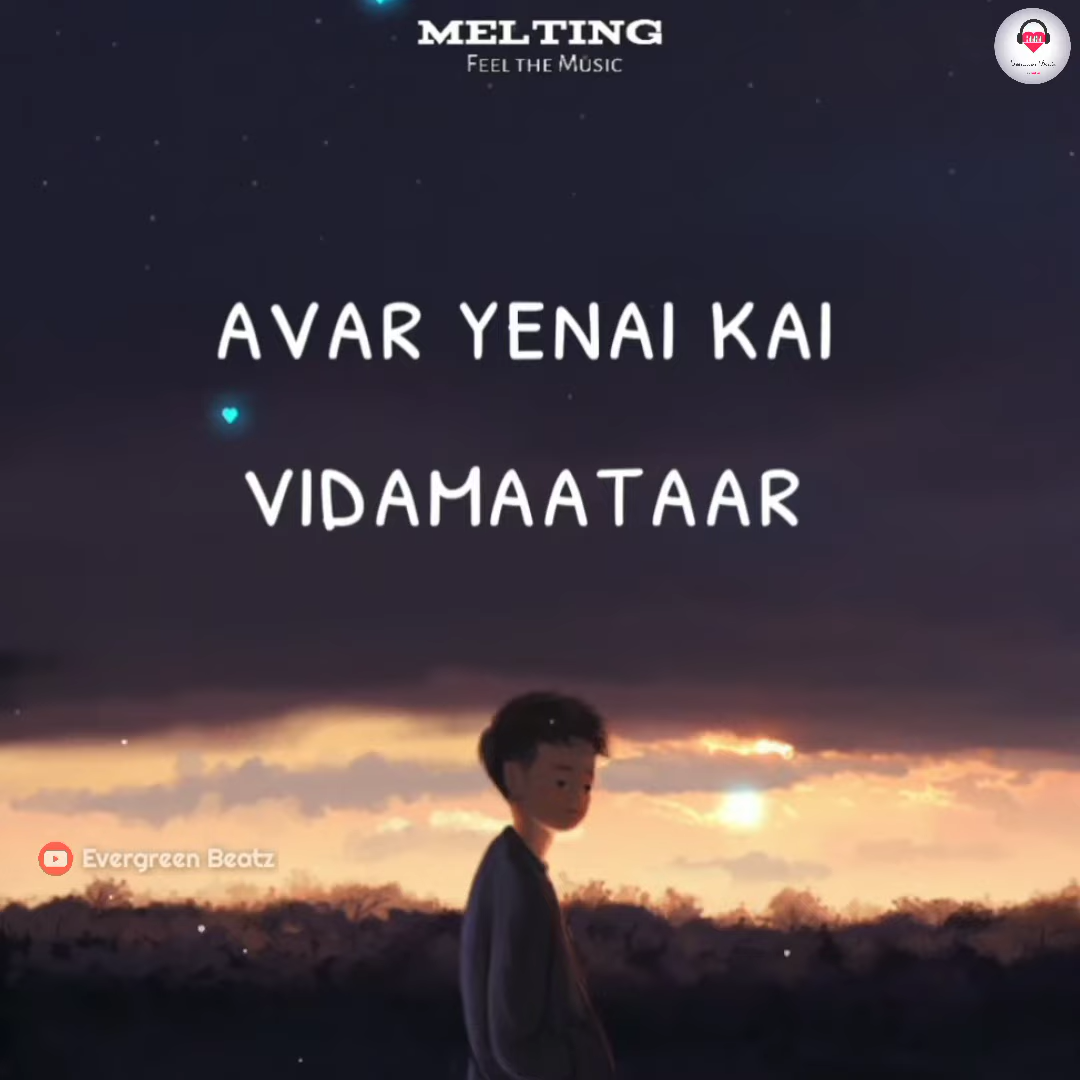 MELTING
FEEL THE MUSIC
AVAR YENAI KAI
VIDAMAATAAR
Evergreen Beatz